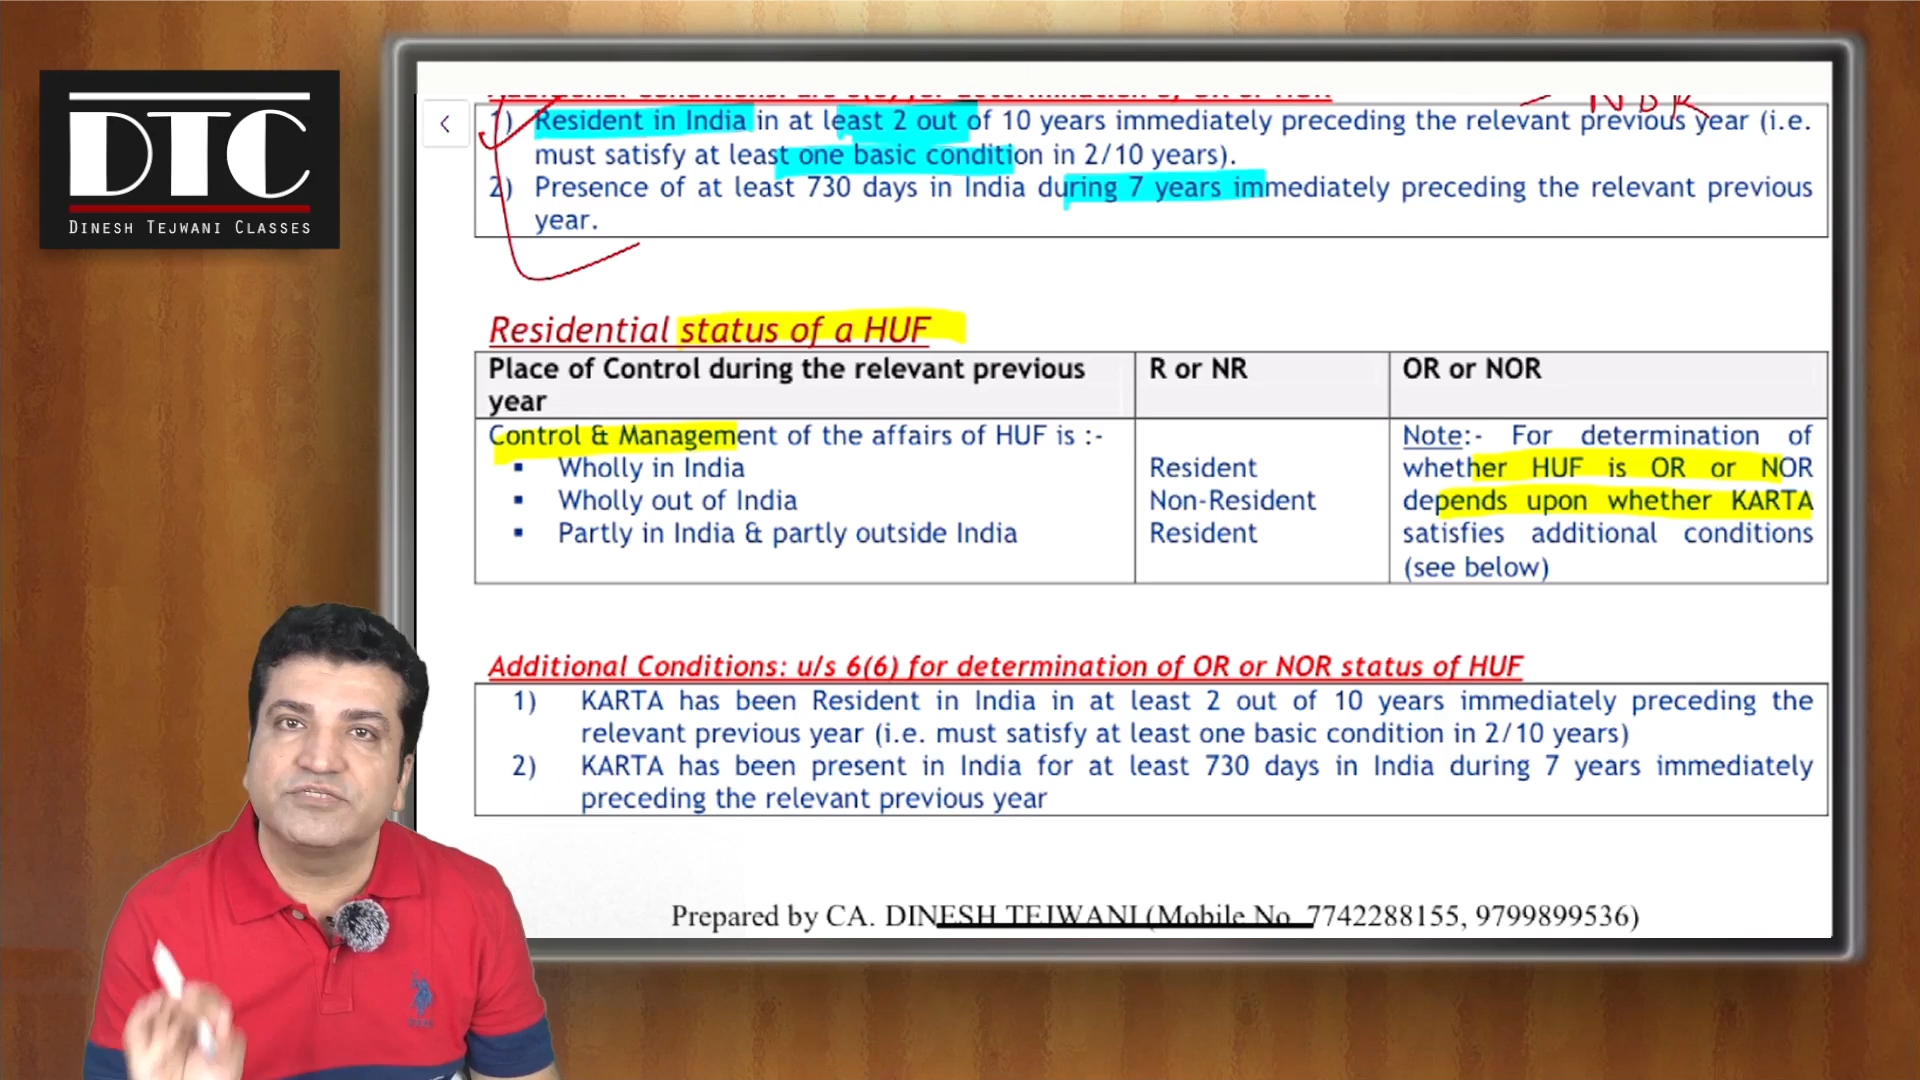 DTC
DINESH TEJWANI CLASSES
NBR
1) Resident in India in at least 2 out of 10 years immediately preceding the relevant previous year (i.e.
must satisfy at least one basic condition in 2/10 years).
2) Presence of at least 730 days in India during 7 years immediately preceding the relevant previous
year.
Residential status of a HUF
Place of Control during the relevant previous
year
R or NR
OR or NOR
Control & Management of the affairs of HUF is :-
▪ Wholly in India
▪ Wholly out of India
▪ Partly in India & partly outside India
Resident
Non-Resident
Resident
Note:- For determination of
whether HUF is OR or NOR
depends upon whether KARTA
satisfies additional conditions
(see below)
Additional Conditions: u/s 6(6) for determination of OR or NOR status of HUF
1) KARTA has been Resident in India in at least 2 out of 10 years immediately preceding the
relevant previous year (i.e. must satisfy at least one basic condition in 2/10 years)
2) KARTA has been present in India for at least 730 days in India during 7 years immediately
preceding the relevant previous year
Prepared by CA. DINESH TEJWANI (Mobile No. 7742288155, 9799899536)